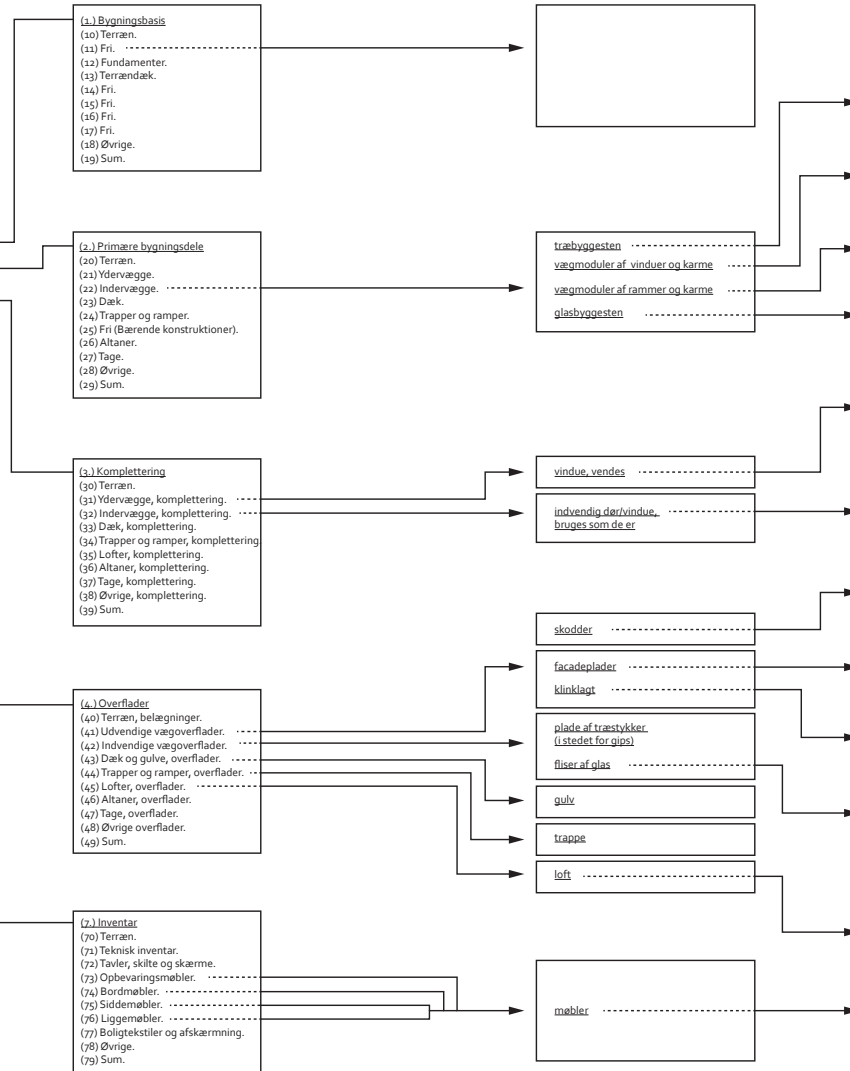 (1.) Bygningsbasis
(10) Terræn.
(11) Fri.
(12) Fundamenter.
(13) Terrændæk.
(14) Fri.
(15) Fri.
(16) Fri.
(17) Fri.
(18) Øvrige.
(19) Sum.
(2.) Primære bygningsdele
(20) Terræn.
(21) Ydervægge.
(22) Indervægge.
(23) Dæk.
(24) Trapper og ramper.
(25) Fri (Bærende konstruktioner).
(26) Altaner.
(27) Tage.
(28) Øvrige.
(29) Sum.
træbyggesten
vægmoduler af vinduer og karme
vægmoduler af rammer og karme
glasbyggesten
(3.) Komplettering
(30) Terræn.
(31) Ydervægge, komplettering.
(32) Indervægge, komplettering.
(33) Dæk, komplettering.
(34) Trapper og ramper, komplettering.
(35) Lofter, komplettering.
(36) Altaner, komplettering.
(37) Tage, komplettering.
(38) Øvrige, komplettering.
(39) Sum.
vindue, vendes
indvendig dør/vindue,
bruges som de er
(4.) Overflader
(40) Terræn, belægninger.
(41) Udvendige vægoverflader.
(42) Indvendige vægoverflader.
(43) Dæk og gulve, overflader.
(44) Trapper og ramper, overflader.
(45) Lofter, overflader.
(46) Altaner, overflader.
(47) Tage, overflader.
(48) Øvrige overflader.
(49) Sum.
skodder
facadeplader
klinklagt
plade af træstykker
(i stedet for gips)
fliser af glas
gulv
trappe
loft
(7.) Inventar
(70) Terræn.
(71) Teknisk inventar.
(72) Tavler, skilte og skærme.
(73) Opbevaringsmøbler.
(74) Bordmøbler.
(75) Siddemøbler.
(76) Liggemøbler.
(77) Boligtekstiler og afskærmning.
(78) Øvrige.
(79) Sum.
møbler